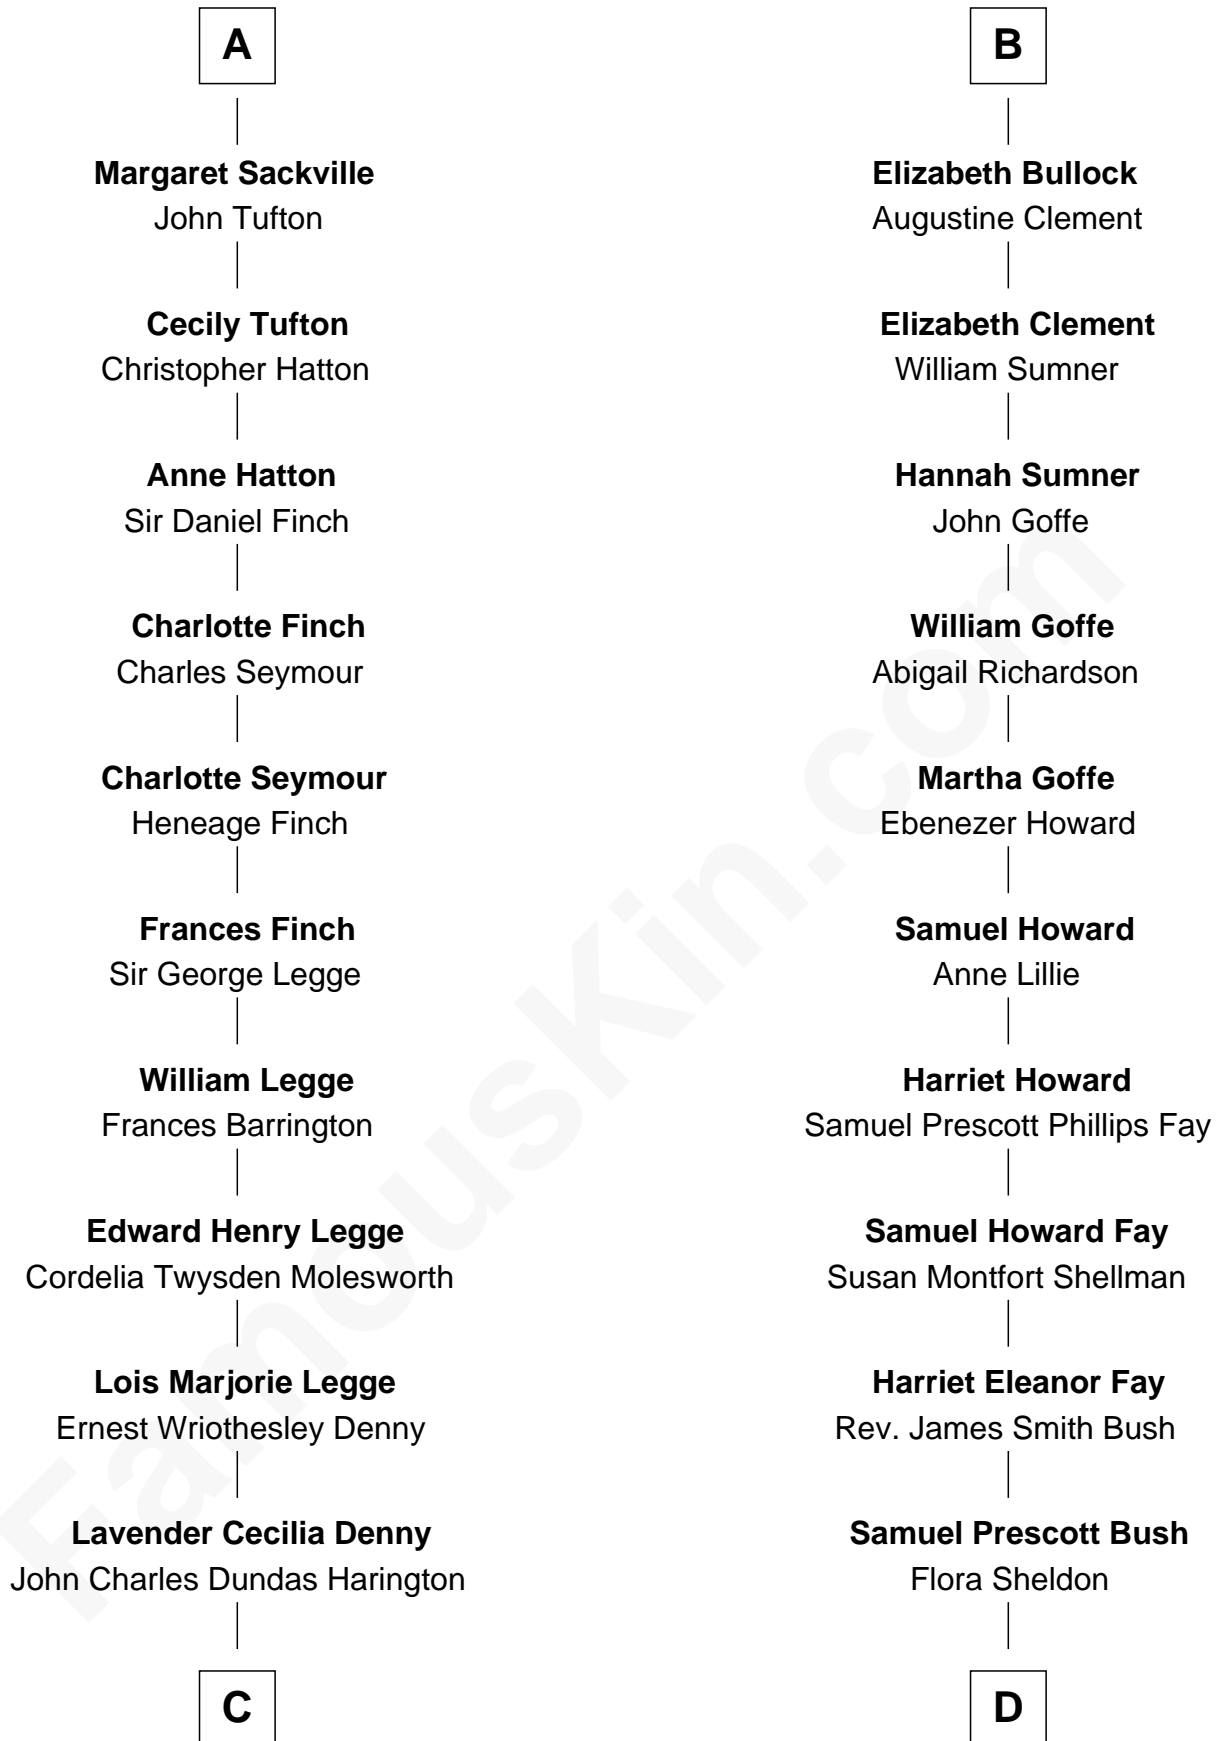 A
Margaret Sackville
John Tufton
Cecily Tufton
Christopher Hatton
Anne Hatton
Sir Daniel Finch
Charlotte Finch
Charles Seymour
Charlotte Seymour
Heneage Finch
Frances Finch
Sir George Legge
William Legge
Frances Barrington
Edward Henry Legge
Cordelia Twysden Molesworth
Lois Marjorie Legge
Ernest Wriothesley Denny
Lavender Cecilia Denny
John Charles Dundas Harington
C
B
Elizabeth Bullock
Augustine Clement
Elizabeth Clement
William Sumner
Hannah Sumner
John Goffe
William Goffe
Abigail Richardson
Martha Goffe
Ebenezer Howard
Samuel Howard
Anne Lillie
Harriet Howard
Samuel Prescott Phillips Fay
Samuel Howard Fay
Susan Montfort Shellman
Harriet Eleanor Fay
Rev. James Smith Bush
Samuel Prescott Bush
Flora Sheldon
D
FamousKin.com